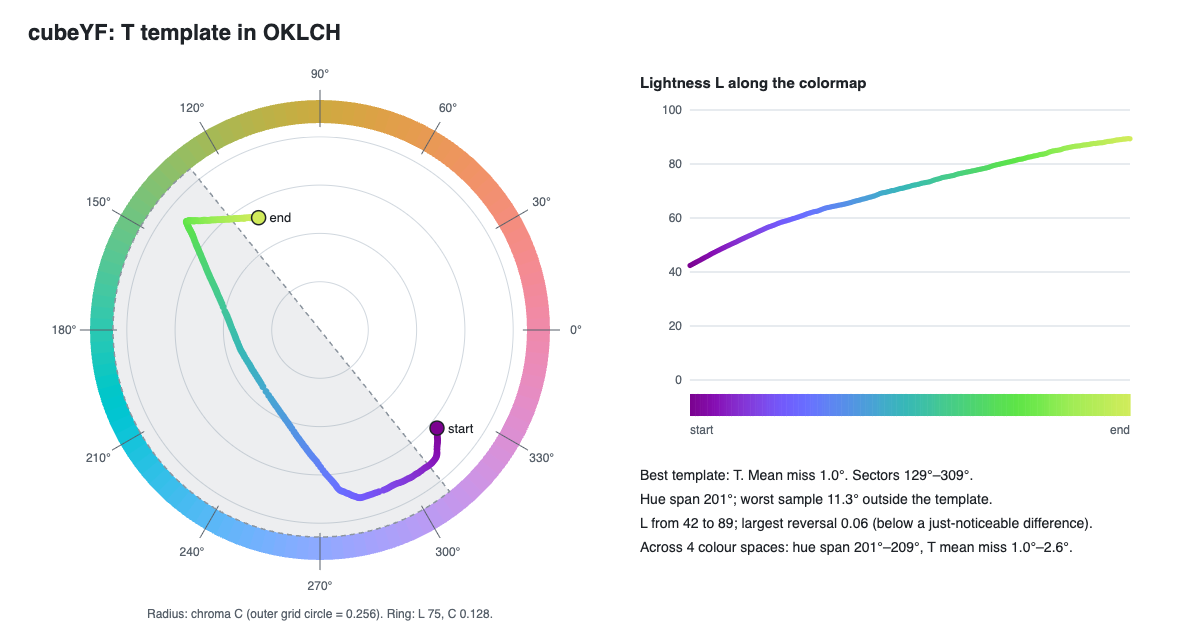 cubeYF: T template in OKLCH
90°
120°
60°
150°
30°
180°
0°
210°
330°
240°
300°
270°
end
start
Radius: chroma C (outer grid circle = 0.256). Ring: L 75, C 0.128.
Lightness L along the colormap
100
80
60
40
20
0
start
end
Best template: T. Mean miss 1.0°. Sectors 129°–309°.
Hue span 201°; worst sample 11.3° outside the template.
L from 42 to 89; largest reversal 0.06 (below a just-noticeable difference).
Across 4 colour spaces: hue span 201°–209°, T mean miss 1.0°–2.6°.